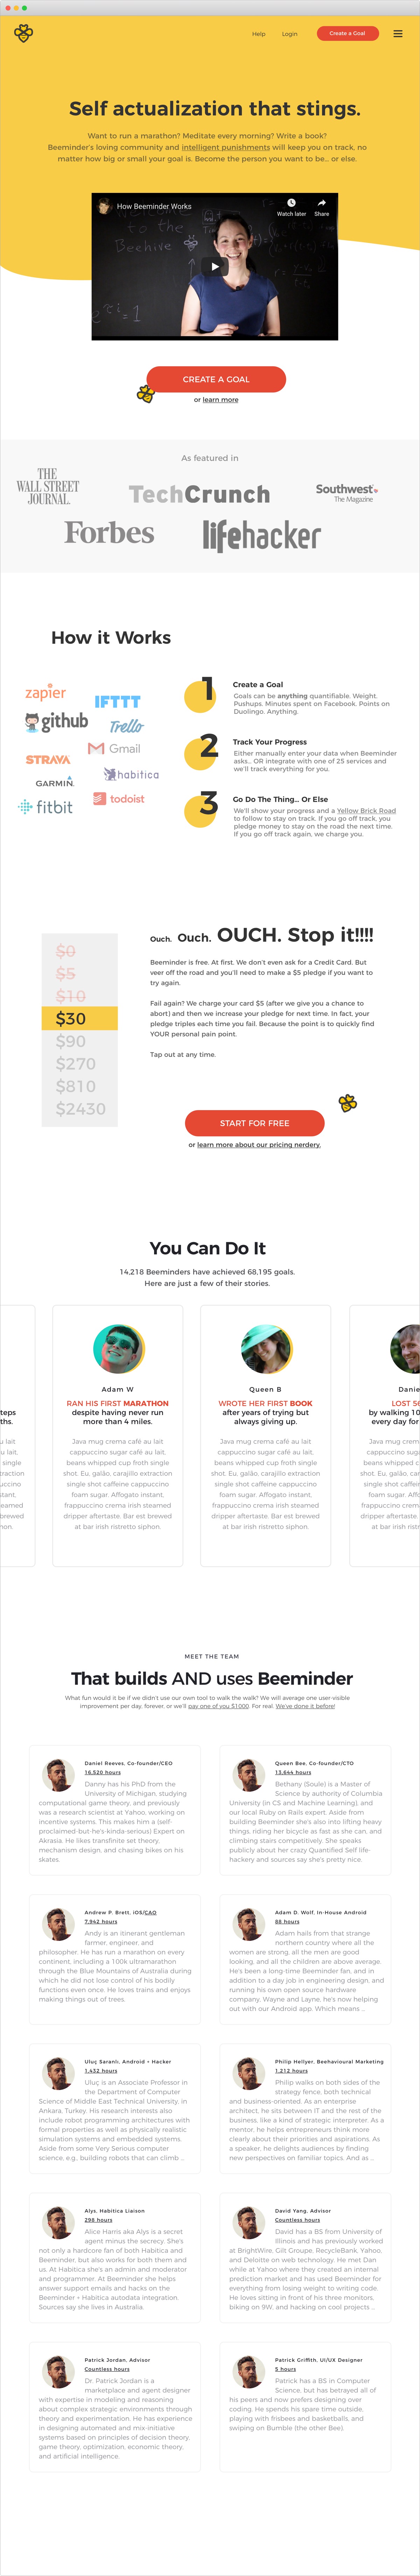 Help Login Create a Goal
Self actualization that stings.
Want to run a marathon? Meditate every morning? Write a book?
Beeminder's loving community and intelligent punishments will keep you on track, no
matter how big or small your goal is. Become the person you want to be... or else.
How Beeminder Works
Watch later Share
Welcome
to the
Beehive
CREATE A GOAL
or learn more
As featured in
THE
WALL STREET
JOURNAL.
TechCrunch
Southwest
The Magazine
Forbes
lifehacker
How it Works
zapier
IFTTT
github
Trello
Gmail
STRAVA
habitica
GARMIN
todoist
fitbit
1
Create a Goal
Goals can be anything quantifiable. Weight.
Pushups. Minutes spent on Facebook. Points on
Duolingo. Anything.
2
Track Your Progress
Either manually enter your data when Beeminder
asks... OR integrate with one of 25 services and
we'll track everything for you.
3
Go Do The Thing... Or Else
We'll show your progress and a Yellow Brick Road
to follow to stay on track. If you go off track, you
pledge money to stay on the road the next time.
If you go off track again, we charge you.
$0
$5
$10
$30
$90
$270
$810
$2430
Ouch. Ouch. OUCH. Stop it!!!!
Beeminder is free. At first. We don't even ask for a Credit Card. But
veer off the road and you'll need to make a $5 pledge if you want to
try again.
Fail again? We charge your card $5 (after we give you a chance to
abort) and then we increase your pledge for next time. In fact, your
pledge triples each time you fail. Because the point is to quickly find
YOUR personal pain point.
Tap out at any time.
START FOR FREE
or learn more about our pricing nerdery.
You Can Do It
14,218 Beeminders have achieved 68,195 goals.
Here are just a few of their stories.
Adam W
RAN HIS FIRST MARATHON
despite having never run
more than 4 miles.
Java mug crema café au lait
cappuccino sugar café au lait,
beans whipped cup froth single
shot. Eu, galão, carajillo extraction
single shot caffeine cappuccino
foam sugar. Affogato instant,
frappuccino crema irish steamed
dripper aftertaste. Bar est brewed
at bar irish ristretto siphon.
Queen B
WROTE HER FIRST BOOK
after years of trying but
always giving up.
Java mug crema café au lait
cappuccino sugar café au lait,
beans whipped cup froth single
shot. Eu, galão, carajillo extraction
single shot caffeine cappuccino
foam sugar. Affogato instant,
frappuccino crema irish steamed
dripper aftertaste. Bar est brewed
at bar irish ristretto siphon.
MEET THE TEAM
That builds AND uses Beeminder
What fun would it be if we didn't use our own tool to walk the walk? We will average one user-visible
improvement per day, forever, or we'll pay one of you $1000. For real. We've done it before!
Daniel Reeves, Co-founder/CEO
16,520 hours
Danny has his PhD from the
University of Michigan, studying
computational game theory, and previously
was a research scientist at Yahoo, working on
incentive systems. This makes him a (self-
proclaimed-but-he's-kinda-serious) Expert on
Akrasia. He likes transfinite set theory,
mechanism design, and chasing bikes on his
skates.
Queen Bee, Co-founder/CTO
13,644 hours
Bethany (Soule) is a Master of
Science by authority of Columbia
University (in CS and Machine Learning), and
our local Ruby on Rails expert. Aside from
building Beeminder she's also into lifting heavy
things, riding her bicycle as fast as she can, and
climbing stairs competitively. She speaks
publicly about her crazy Quantified Self life-
hackery and sources say she's pretty nice.
Andrew P. Brett, iOS/CAO
7,942 hours
Andy is an itinerant gentleman
farmer, engineer, and
philosopher. He has run a marathon on every
continent, including a 100k ultramarathon
through the Blue Mountains of Australia during
which he did not lose control of his bodily
functions even once. He loves trains and enjoys
making things out of trees.
Adam D. Wolf, In-House Android
88 hours
Adam hails from that strange
northern country where all the
women are strong, all the men are good
looking, and all the children are above average.
He's been a long-time Beeminder fan, and in
addition to a day job in engineering design, and
running his own open source hardware
company, Wayne and Layne, he's now helping
out with our Android app. Which means ...
Uluç Saranlı, Android + Hacker
1,432 hours
Uluç is an Associate Professor in
the Department of Computer
Science of Middle East Technical University, in
Ankara, Turkey. His research interests also
include robot programming architectures with
formal properties as well as physically realistic
simulation systems and embedded systems.
Aside from some Very Serious computer
science; e.g., building robots that can climb ...
Philip Hellyer, Beehavioural Marketing
1,212 hours
Philip walks on both sides of the
strategy fence, both technical
and business-oriented. As an enterprise
architect, he sits between IT and the rest of the
business, like a kind of strategic interpreter. As a
mentor, he helps entrepreneurs think more
clearly about their priorities and aspirations. As
a speaker, he delights audiences by finding
new perspectives on familiar topics. And as ...
Alys, Habitica Liaison
298 hours
Alice Harris aka Alys is a secret
agent minus the secrecy. She's
not only a hardcore fan of both Habitica and
Beeminder, but also works for both them and
us. At Habitica she's an admin and moderator
and programmer. At Beeminder she helps
answer support emails and hacks on the
Beeminder + Habitica autodata integration.
Sources say she lives in Australia.
David Yang, Advisor
Countless hours
David has a BS from University of
Illinois and has previously worked
at BrightWire, Gilt Groupe, RecycleBank, Yahoo,
and Deloitte on web technology. He met Dan
while at Yahoo where they created an internal
prediction market and has used Beeminder for
everything from losing weight to writing code.
He loves sitting in front of his three monitors,
biking on 9W, and hacking on cool projects ...
Patrick Jordan, Advisor
Countless hours
Dr. Patrick Jordan is a
marketplace and agent designer
with expertise in modeling and reasoning
about complex strategic environments through
theory and experimentation. He has experience
in designing automated and mix-initiative
systems based on principles of decision theory,
game theory, optimization, economic theory,
and artificial intelligence.
Patrick Griffith, UI/UX Designer
5 hours
Patrick has a BS in Computer
Science, but has betrayed all of
his peers and now prefers designing over
coding. He spends his spare time outside,
playing with frisbees and basketballs, and
swiping on Bumble (the other Bee).